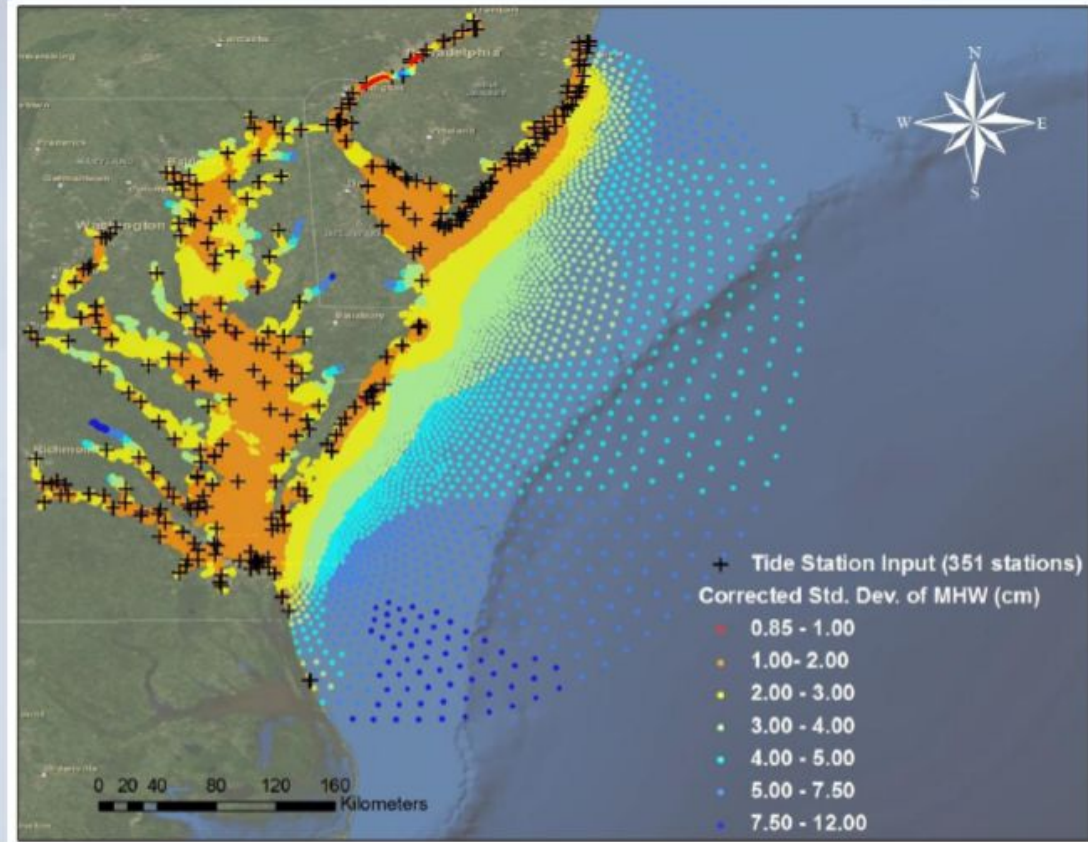 Lancaster
N
W
E
S
MARYLAND
Washington
Richmond
Tide Station Input (351 stations)
Corrected Std. Dev. of MHW (cm)
0.85 - 1.00
1.00- 2.00
2.00 - 3.00
3.00 - 4.00
4.00 - 5.00
5.00 - 7.50
7.50 - 12.00
0 20 40 80 120 160
Kilometers